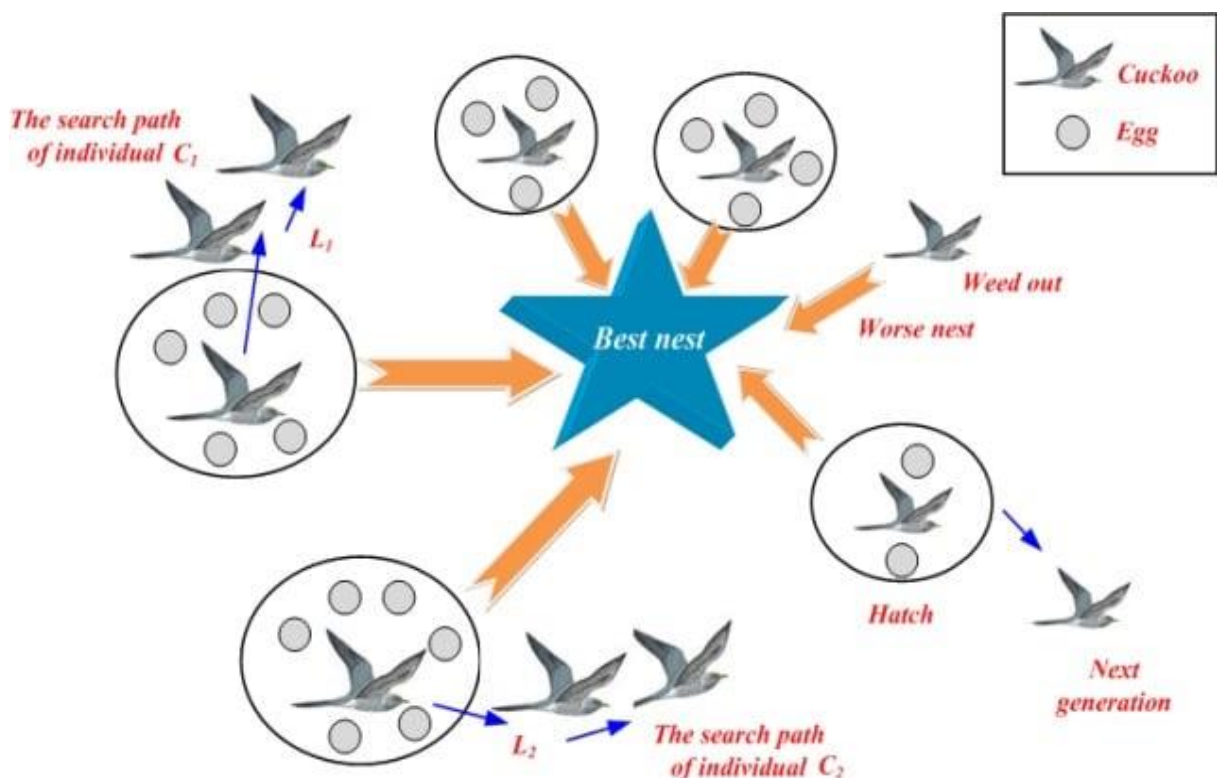 Cuckoo
Egg
The search path
of individual C₁
L₁
Weed out
Worse nest
Best nest
Hatch
Next
generation
L₂
The search path
of individual C₂